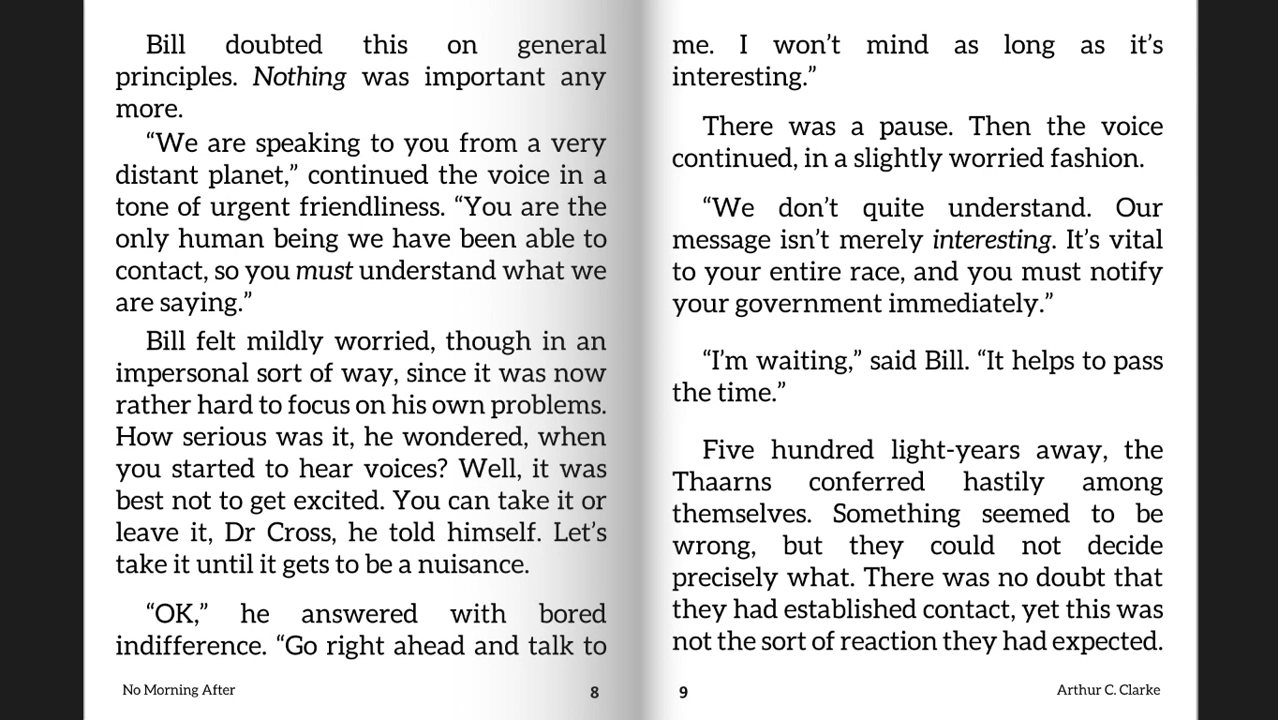 Bill doubted this on general
principles. Nothing was important any
more.
“We are speaking to you from a very
distant planet,” continued the voice in a
tone of urgent friendliness. “You are the
only human being we have been able to
contact, so you must understand what we
are saying.”
Bill felt mildly worried, though in an
impersonal sort of way, since it was now
rather hard to focus on his own problems.
How serious was it, he wondered, when
you started to hear voices? Well, it was
best not to get excited. You can take it or
leave it, Dr Cross, he told himself. Let’s
take it until it gets to be a nuisance.
“OK,” he answered with bored
indifference. “Go right ahead and talk to
No Morning After
8
me. I won’t mind as long as it’s
interesting.”
There was a pause. Then the voice
continued, in a slightly worried fashion.
“We don’t quite understand. Our
message isn’t merely interesting. It’s vital
to your entire race, and you must notify
your government immediately.”
“I’m waiting,” said Bill. “It helps to pass
the time.”
Five hundred light-years away, the
Thaarns conferred hastily among
themselves. Something seemed to be
wrong, but they could not decide
precisely what. There was no doubt that
they had established contact, yet this was
not the sort of reaction they had expected.
9
Arthur C. Clarke